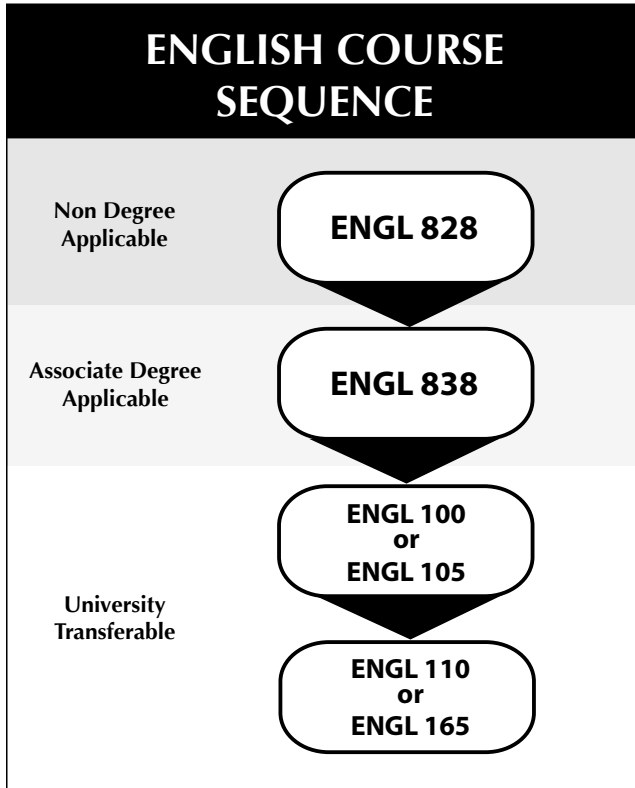 ENGLISH COURSE
SEQUENCE
Non Degree
Applicable
ENGL 828
Associate Degree
Applicable
ENGL 838
University
Transferable
ENGL 100
or
ENGL 105
ENGL 110
or
ENGL 165